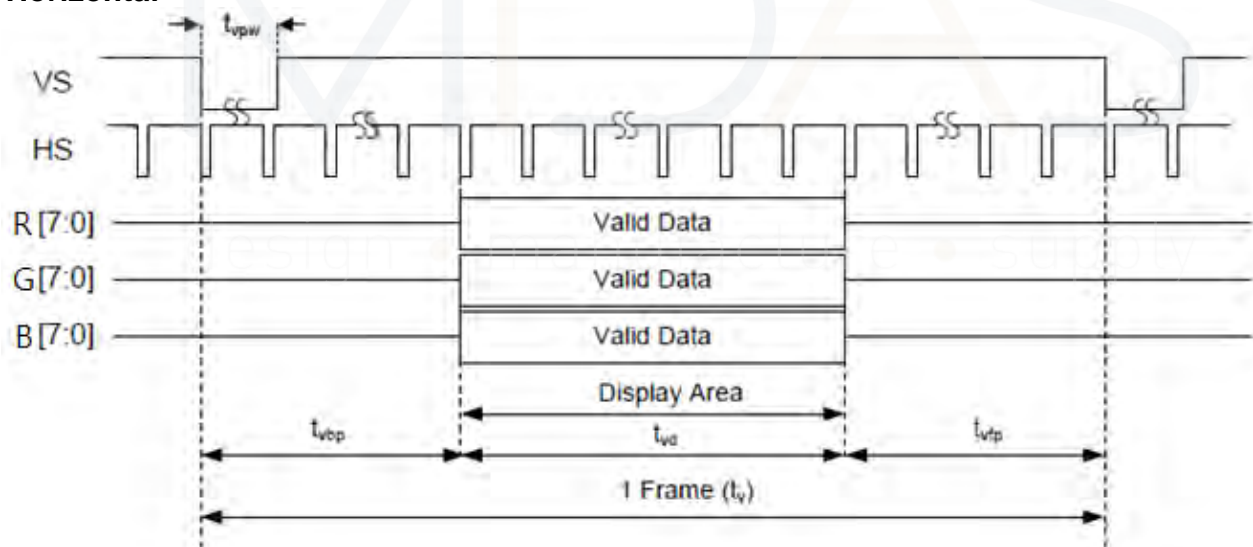 Horizontal
tvpw
VS
HS
R [7:0]
Valid Data
G[7:0]
Valid Data
B [7:0]
Valid Data
Display Area
tvbp
tvd
tvfp
1 Frame (tv)